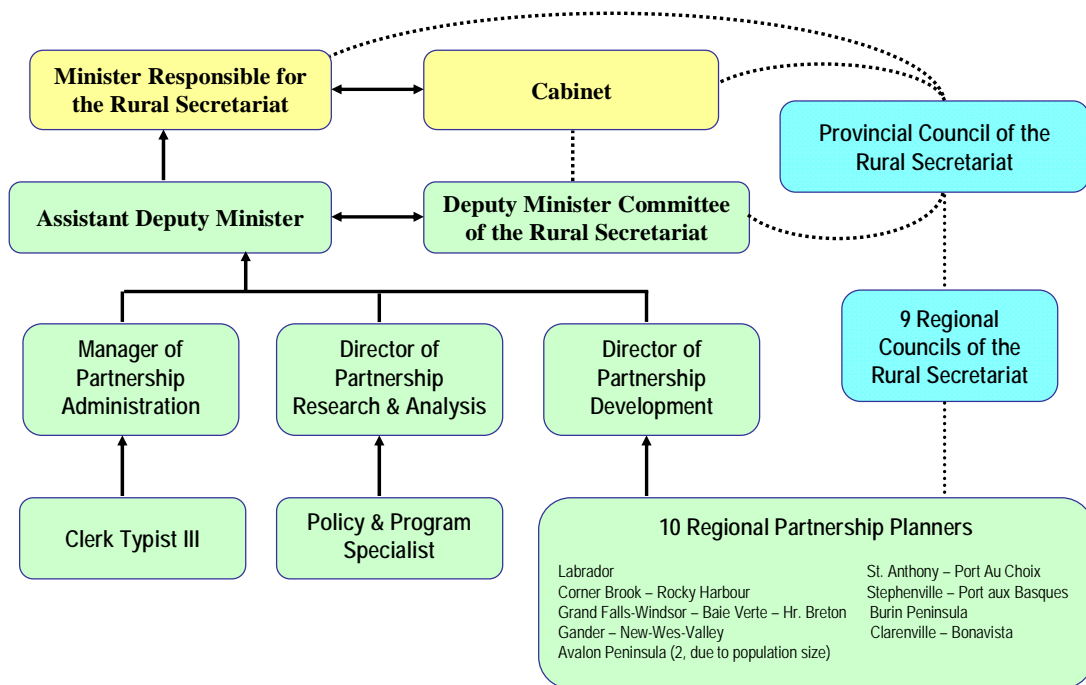 Minister Responsible for
the Rural Secretariat
Cabinet
Provincial Council of the
Rural Secretariat
Assistant Deputy Minister
Deputy Minister Committee
of the Rural Secretariat
9 Regional
Councils of the
Rural Secretariat
Manager of
Partnership
Administration
Director of
Partnership
Research & Analysis
Director of
Partnership
Development
Clerk Typist III
Policy & Program
Specialist
10 Regional Partnership Planners
Labrador
Corner Brook – Rocky Harbour
Grand Falls-Windsor – Baie Verte – Hr. Breton
Gander – New-Wes-Valley
Avalon Peninsula (2, due to population size)
St. Anthony – Port Au Choix
Stephenville – Port aux Basques
Burin Peninsula
Clarenville – Bonavista